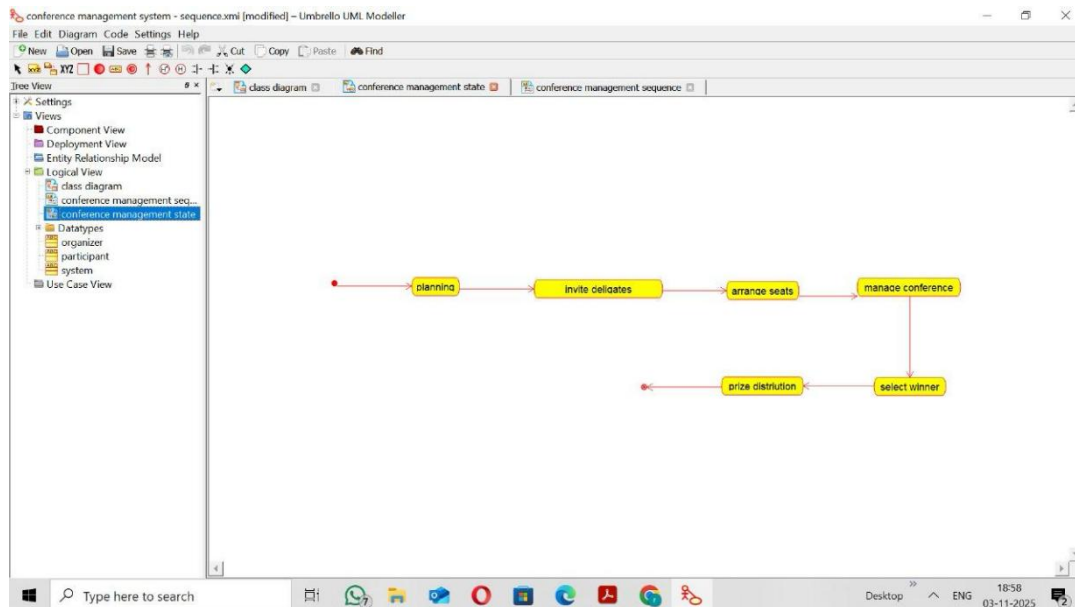 conference management system - sequence.xmi [modified] – Umbrello UML Modeller
File Edit Diagram Code Settings Help
New Open Save Cut Copy Paste Find
XYZ
Tree View
class diagram conference management state conference management sequence
Settings
Views
Component View
Deployment View
Entity Relationship Model
Logical View
class diagram
conference management seq...
conference management state
Datatypes
organizer
participant
system
Use Case View
planning
invite deligates
arrange seats
manage conference
prize distriution
select winner
Type here to search
Desktop
ENG
18:58
03-11-2025